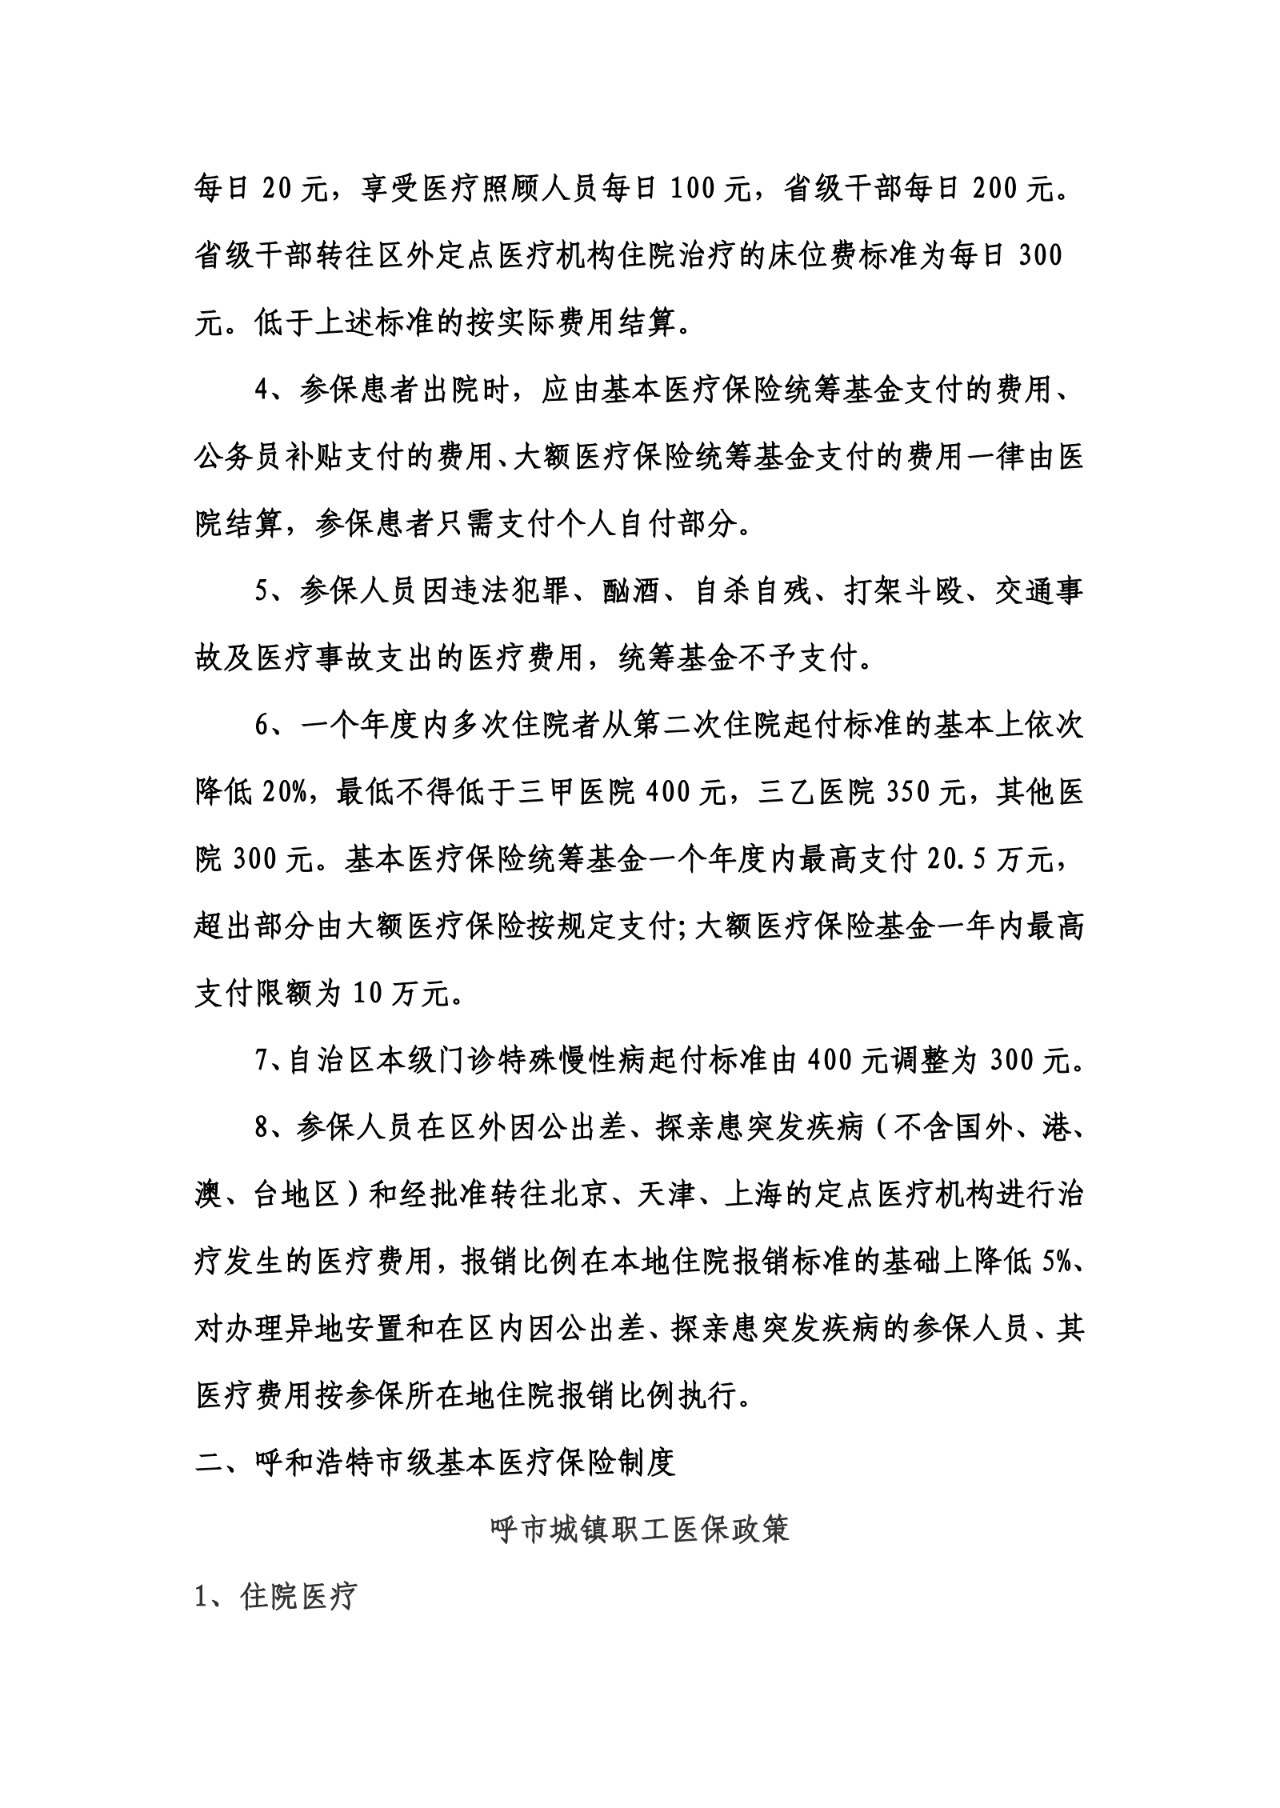 每日 20 元，享受医疗照顾人员每日 100 元，省级干部每日 200 元。
省级干部转往区外定点医疗机构住院治疗的床位费标准为每日 300
元。低于上述标准的按实际费用结算。
4、参保患者出院时，应由基本医疗保险统筹基金支付的费用、
公务员补贴支付的费用、大额医疗保险统筹基金支付的费用一律由医
院结算，参保患者只需支付个人自付部分。
5、参保人员因违法犯罪、酗酒、自杀自残、打架斗殴、交通事
故及医疗事故支出的医疗费用，统筹基金不予支付。
6、一个年度内多次住院者从第二次住院起付标准的基本上依次
降低 20%，最低不得低于三甲医院 400 元，三乙医院 350 元，其他医
院 300 元。基本医疗保险统筹基金一个年度内最高支付 20.5 万元，
超出部分由大额医疗保险按规定支付；大额医疗保险基金一年内最高
支付限额为 10 万元。
7、自治区本级门诊特殊慢性病起付标准由 400 元调整为 300 元。
8、参保人员在区外因公出差、探亲患突发疾病（不含国外、港、
澳、台地区）和经批准转往北京、天津、上海的定点医疗机构进行治
疗发生的医疗费用，报销比例在本地住院报销标准的基础上降低 5%、
对办理异地安置和在区内因公出差、探亲患突发疾病的参保人员、其
医疗费用按参保所在地住院报销比例执行。
二、呼和浩特市级基本医疗保险制度
呼市城镇职工医保政策
1、住院医疗